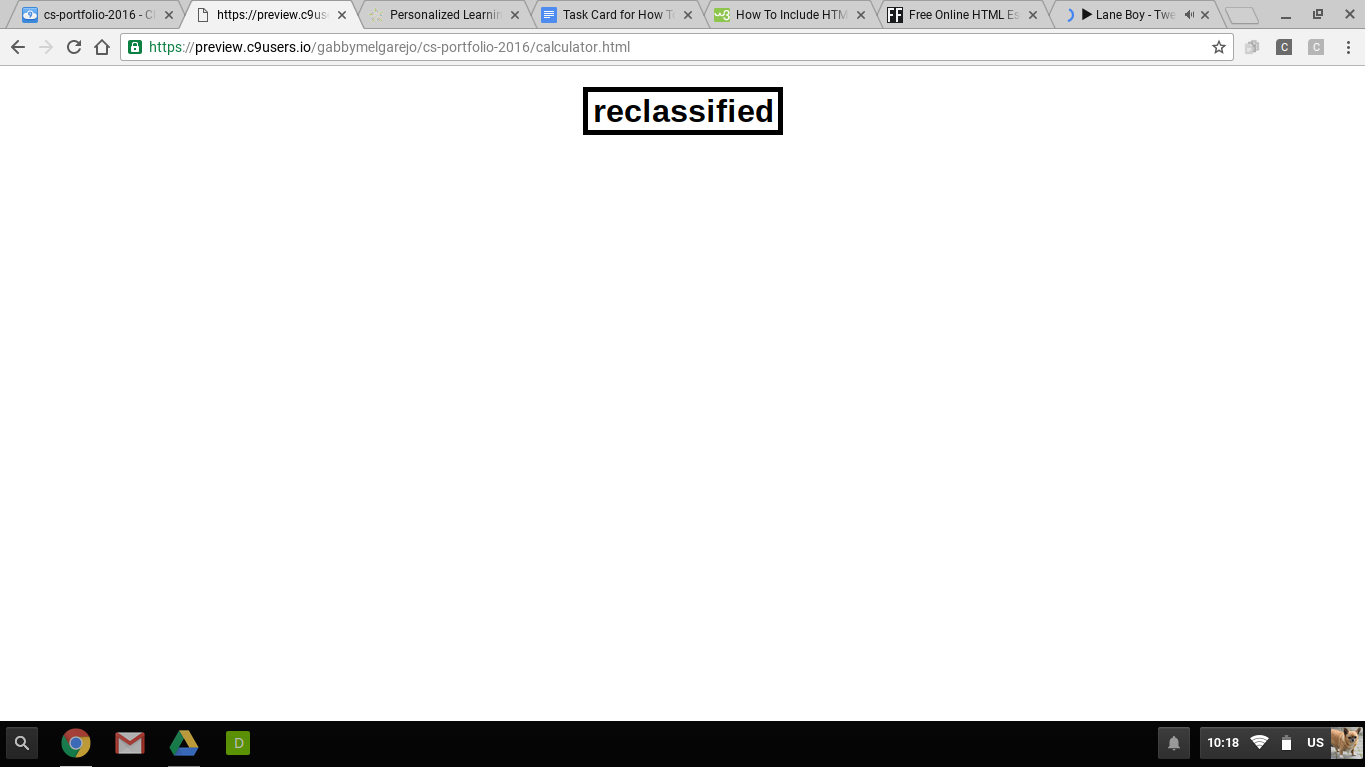 cs-portfolio-2016 - Cl
https://preview.c9use
Personalized Learnin
Task Card for How To
How To Include HTM
Free Online HTML Es
Lane Boy - Twe
https://preview.c9users.io/gabbymelgarejo/cs-portfolio-2016/calculator.html
C
C
reclassified
D
10:18
US